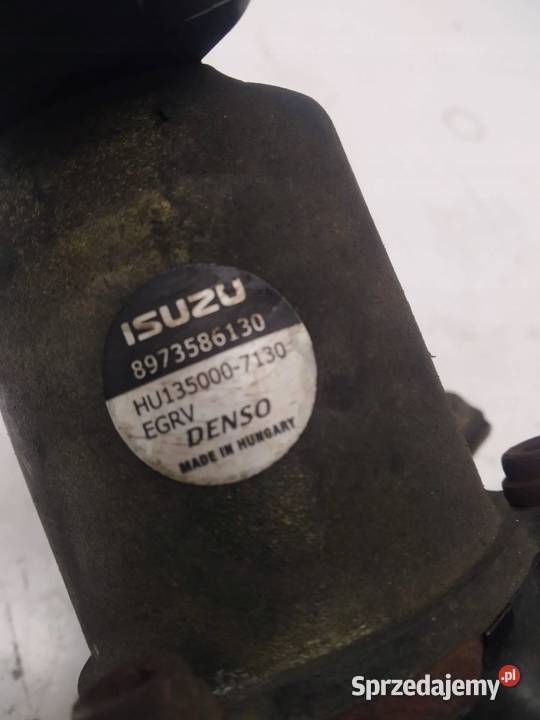 ISUZU
8973586130
HU135000-7130
EGRV
DENSO
MADE IN HUNGARY
Sprzedajemy.pl